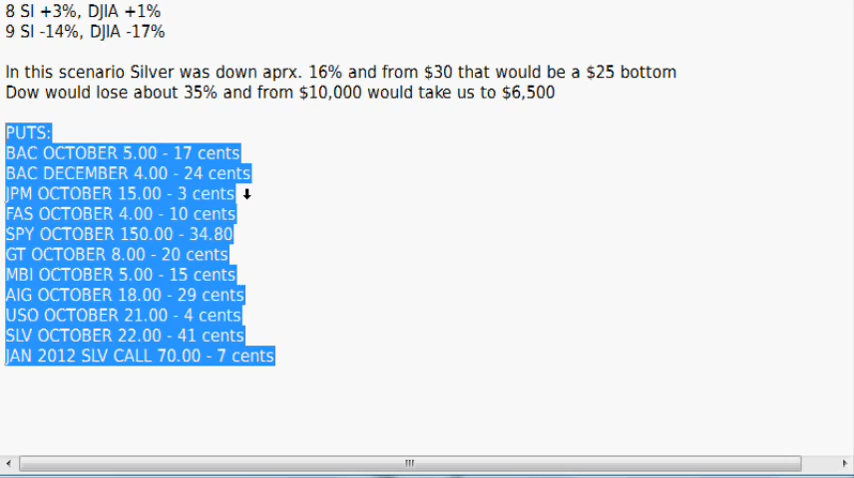 8 SI +3%, DJIA +1%
9 SI -14%, DJIA -17%
In this scenario Silver was down aprx. 16% and from $30 that would be a $25 bottom
Dow would lose about 35% and from $10,000 would take us to $6,500
PUTS:
BAC OCTOBER 5.00 - 17 cents
BAC DECEMBER 4.00 - 24 cents
JPM OCTOBER 15.00 - 3 cents
FAS OCTOBER 4.00 - 10 cents
SPY OCTOBER 150.00 - 34.80
GT OCTOBER 8.00 - 20 cents
MBI OCTOBER 5.00 - 15 cents
AIG OCTOBER 18.00 - 29 cents
USO OCTOBER 21.00 - 4 cents
SLV OCTOBER 22.00 - 41 cents
JAN 2012 SLV CALL 70.00 - 7 cents